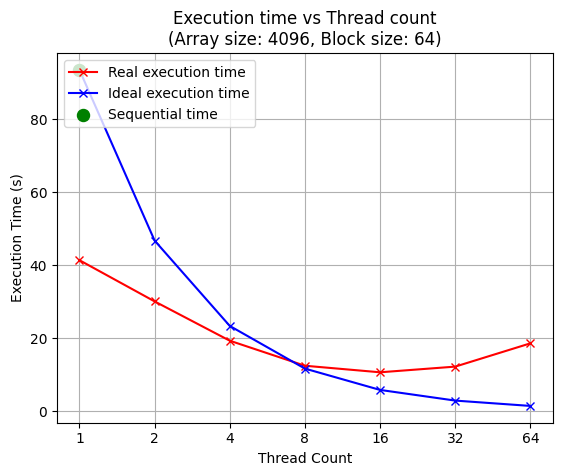 Execution time vs Thread count
(Array size: 4096, Block size: 64)
Real execution time
Ideal execution time
Sequential time
Execution Time (s)
80
60
40
20
0
1 2 4 8 16 32 64
Thread Count